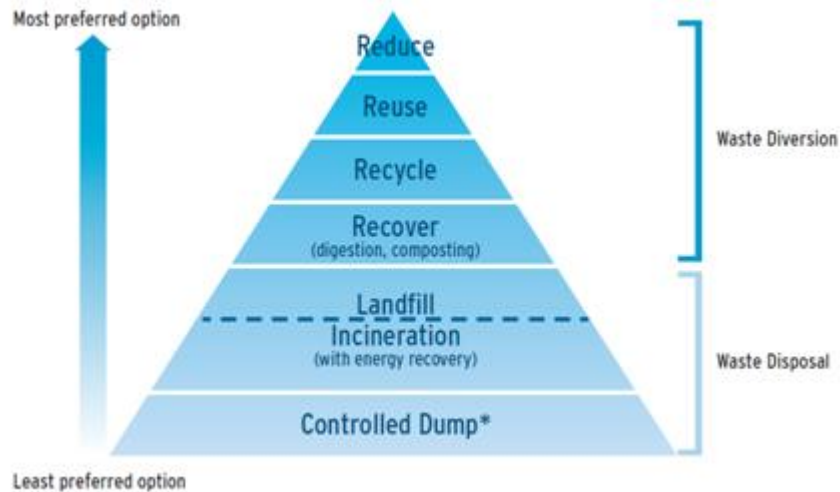 Most preferred option
Reduce
Reuse
Recycle
Recover
(digestion, composting)
Landfill
Incineration
(with energy recovery)
Controlled Dump*
Waste Diversion
Waste Disposal
Least preferred option